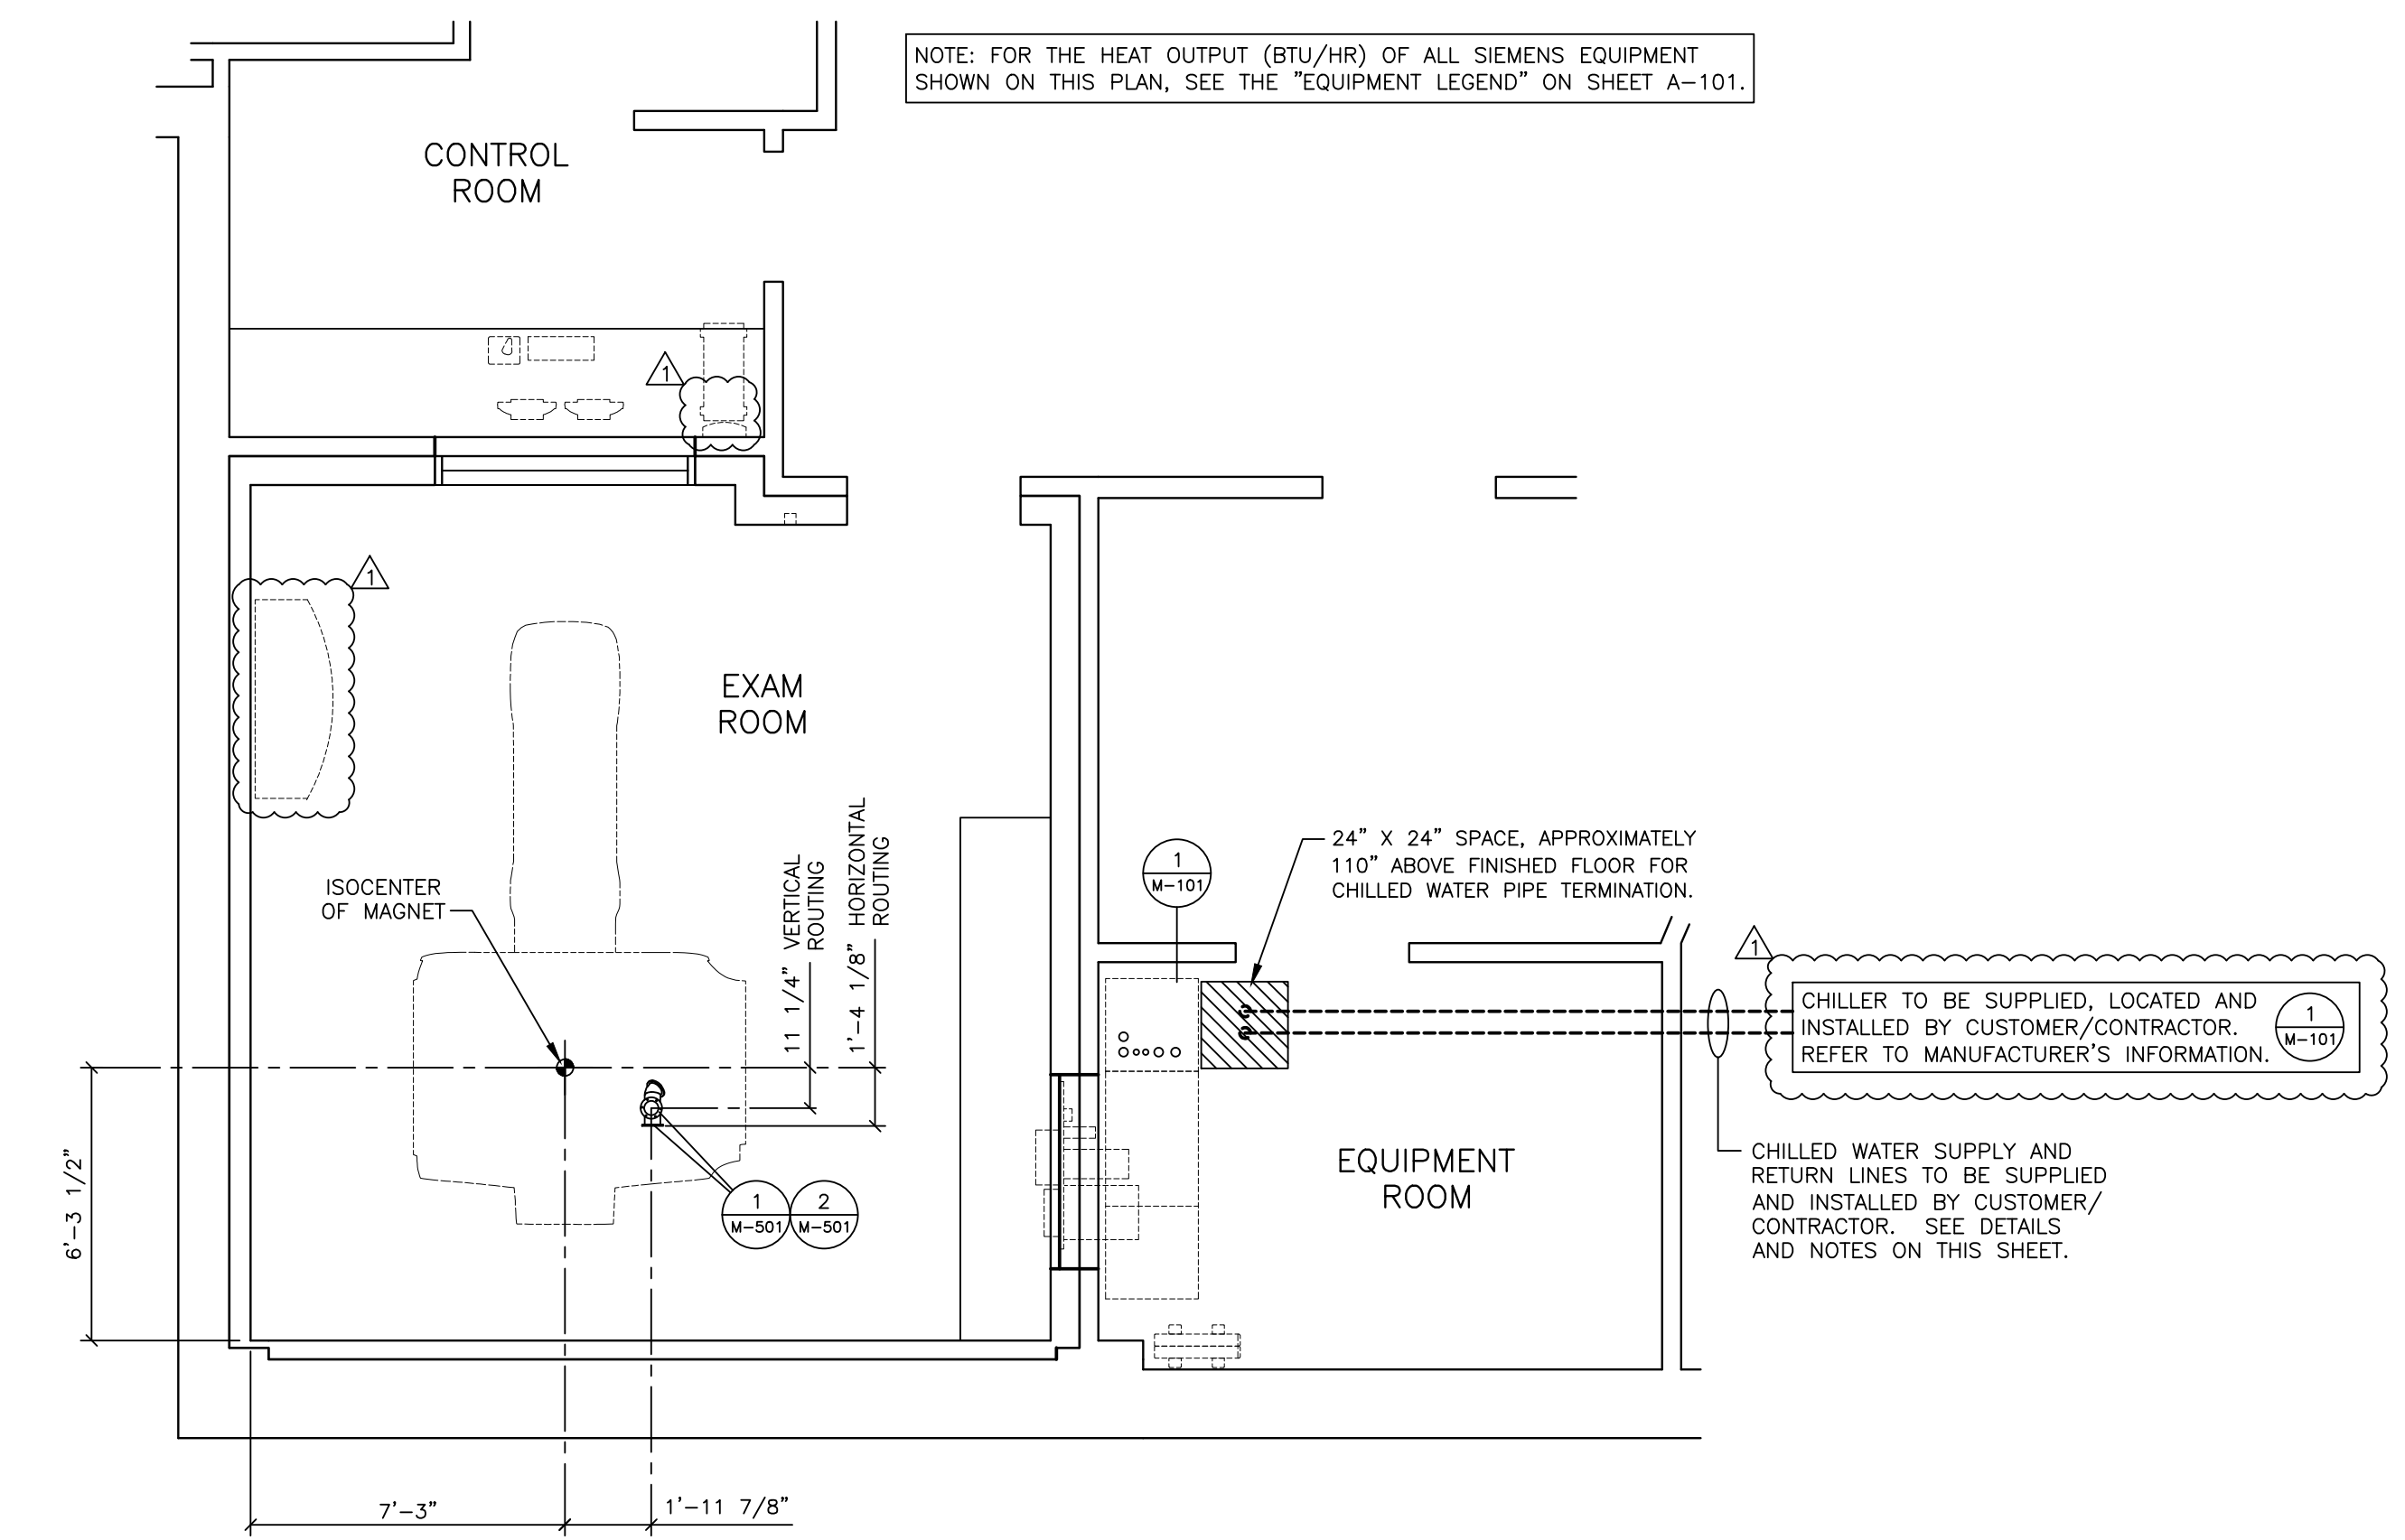 NOTE: FOR THE HEAT OUTPUT (BTU/HR) OF ALL SIEMENS EQUIPMENT
SHOWN ON THIS PLAN, SEE THE "EQUIPMENT LEGEND" ON SHEET A-101.
CONTROL
ROOM
1
1
EXAM
ROOM
ISOCENTER
OF MAGNET
11 1/4" VERTICAL
ROUTING
1'-4 1/8" HORIZONTAL
ROUTING
24" X 24" SPACE, APPROXIMATELY
110" ABOVE FINISHED FLOOR FOR
CHILLED WATER PIPE TERMINATION.
1
M-101
1
CHILLER TO BE SUPPLIED, LOCATED AND
INSTALLED BY CUSTOMER/CONTRACTOR.
REFER TO MANUFACTURER'S INFORMATION.
1
M-101
EQUIPMENT
ROOM
CHILLED WATER SUPPLY AND
RETURN LINES TO BE SUPPLIED
AND INSTALLED BY CUSTOMER/
CONTRACTOR. SEE DETAILS
AND NOTES ON THIS SHEET.
1
M-501
2
M-501
6'-3 1/2"
7'-3"
1'-11 7/8"